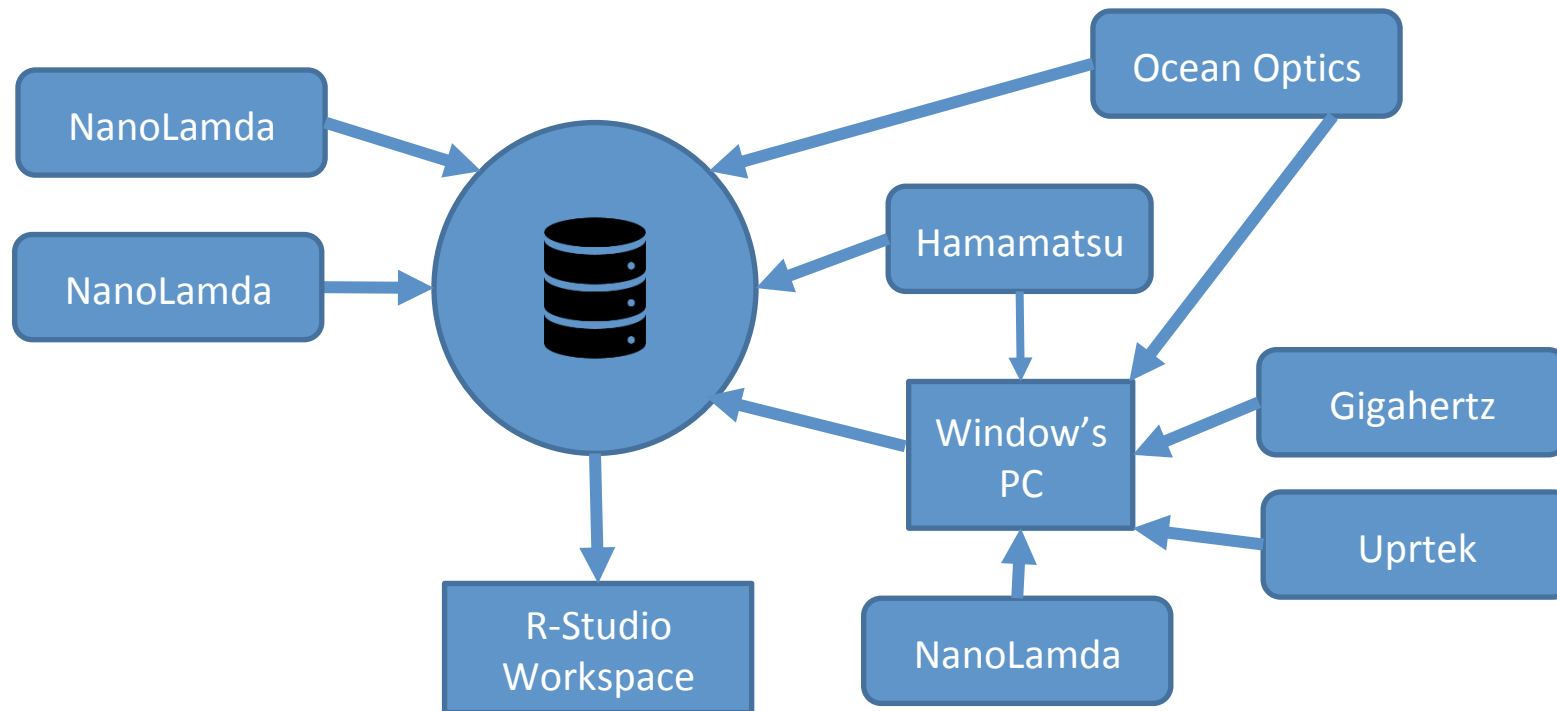 Ocean Optics
NanoLamda
Hamamatsu
NanoLamda
Gigahertz
Window’s
PC
Uprtek
R-Studio
Workspace
NanoLamda